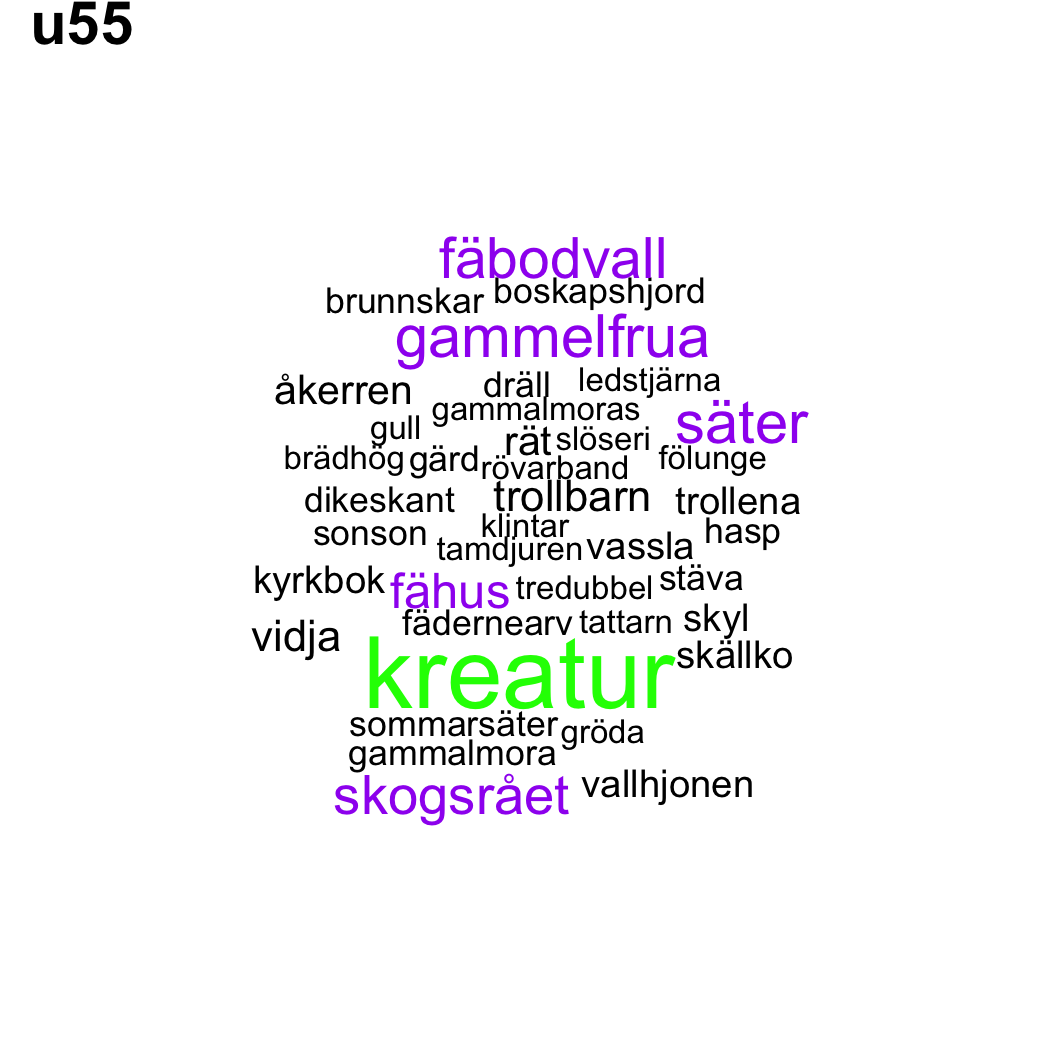 u55
fäbodvall
brunnskar boskapshjord
gammelfrua
åkerren dräll ledstjärna
gammalmoras säter
gull rät slöseri
brädhög gärd rövarband fölunge
dikeskant trollbarn trollena
sonson klintar hasp
tamdjuren vassla
kyrkbok fähus tredubbel stäva
fädernearv tattarn skyl
vidja kreatur skällko
sommarsäter gröda
gammalmora
skogsrået vallhjonen